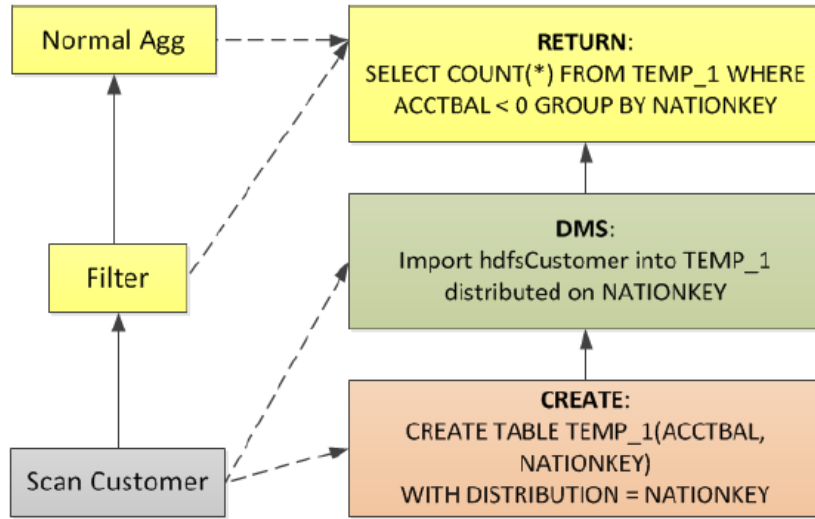 Normal Agg
Filter
Scan Customer
RETURN:
SELECT COUNT(*) FROM TEMP_1 WHERE
ACCTBAL < 0 GROUP BY NATIONKEY
DMS:
Import hdfsCustomer into TEMP_1
distributed on NATIONKEY
CREATE:
CREATE TABLE TEMP_1(ACCTBAL,
NATIONKEY)
WITH DISTRIBUTION = NATIONKEY